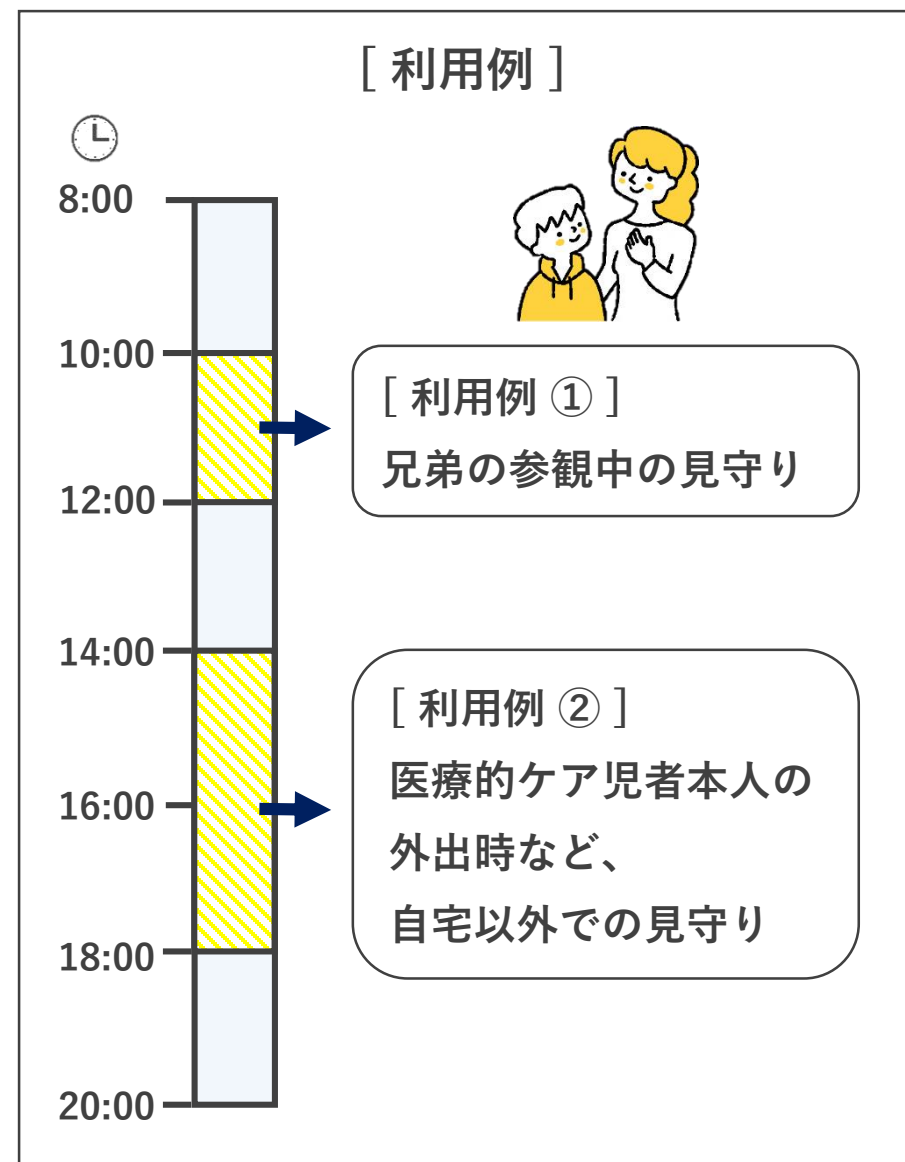 [ 利用例 ]
8:00
10:00
[ 利用例 ① ]
兄弟の参観中の見守り
12:00
14:00
[ 利用例 ② ]
医療的ケア児者本人の
外出時など、
自宅以外での見守り
16:00
18:00
20:00